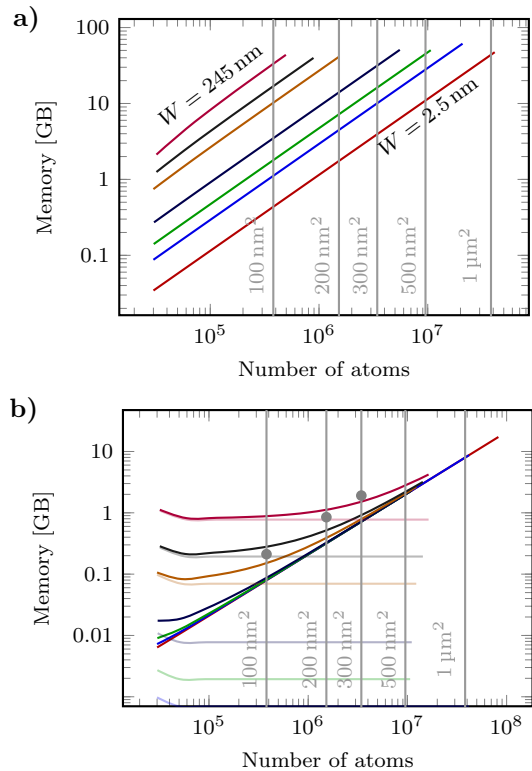 a)
100
10
1
0.1
Memory [GB]
W = 245 nm
W = 2.5 nm
100 nm²
200 nm²
300 nm²
500 nm²
1 µm²
10⁵
10⁶
10⁷
Number of atoms
b)
10
1
0.1
0.01
Memory [GB]
100 nm²
200 nm²
300 nm²
500 nm²
1 µm²
10⁵
10⁶
10⁷
10⁸
Number of atoms